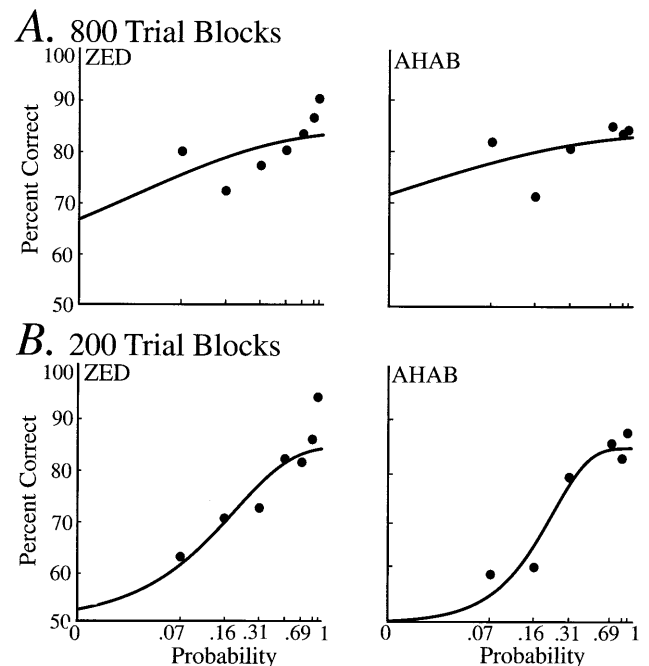 A. 800 Trial Blocks
100 ZED AHAB
90
80
70
60
50
Percent Correct
B. 200 Trial Blocks
100 ZED AHAB
90
80
70
60
50
Percent Correct
0 .07 .16 .31 .69 1 0 .07 .16 .31 .69 1
Probability Probability